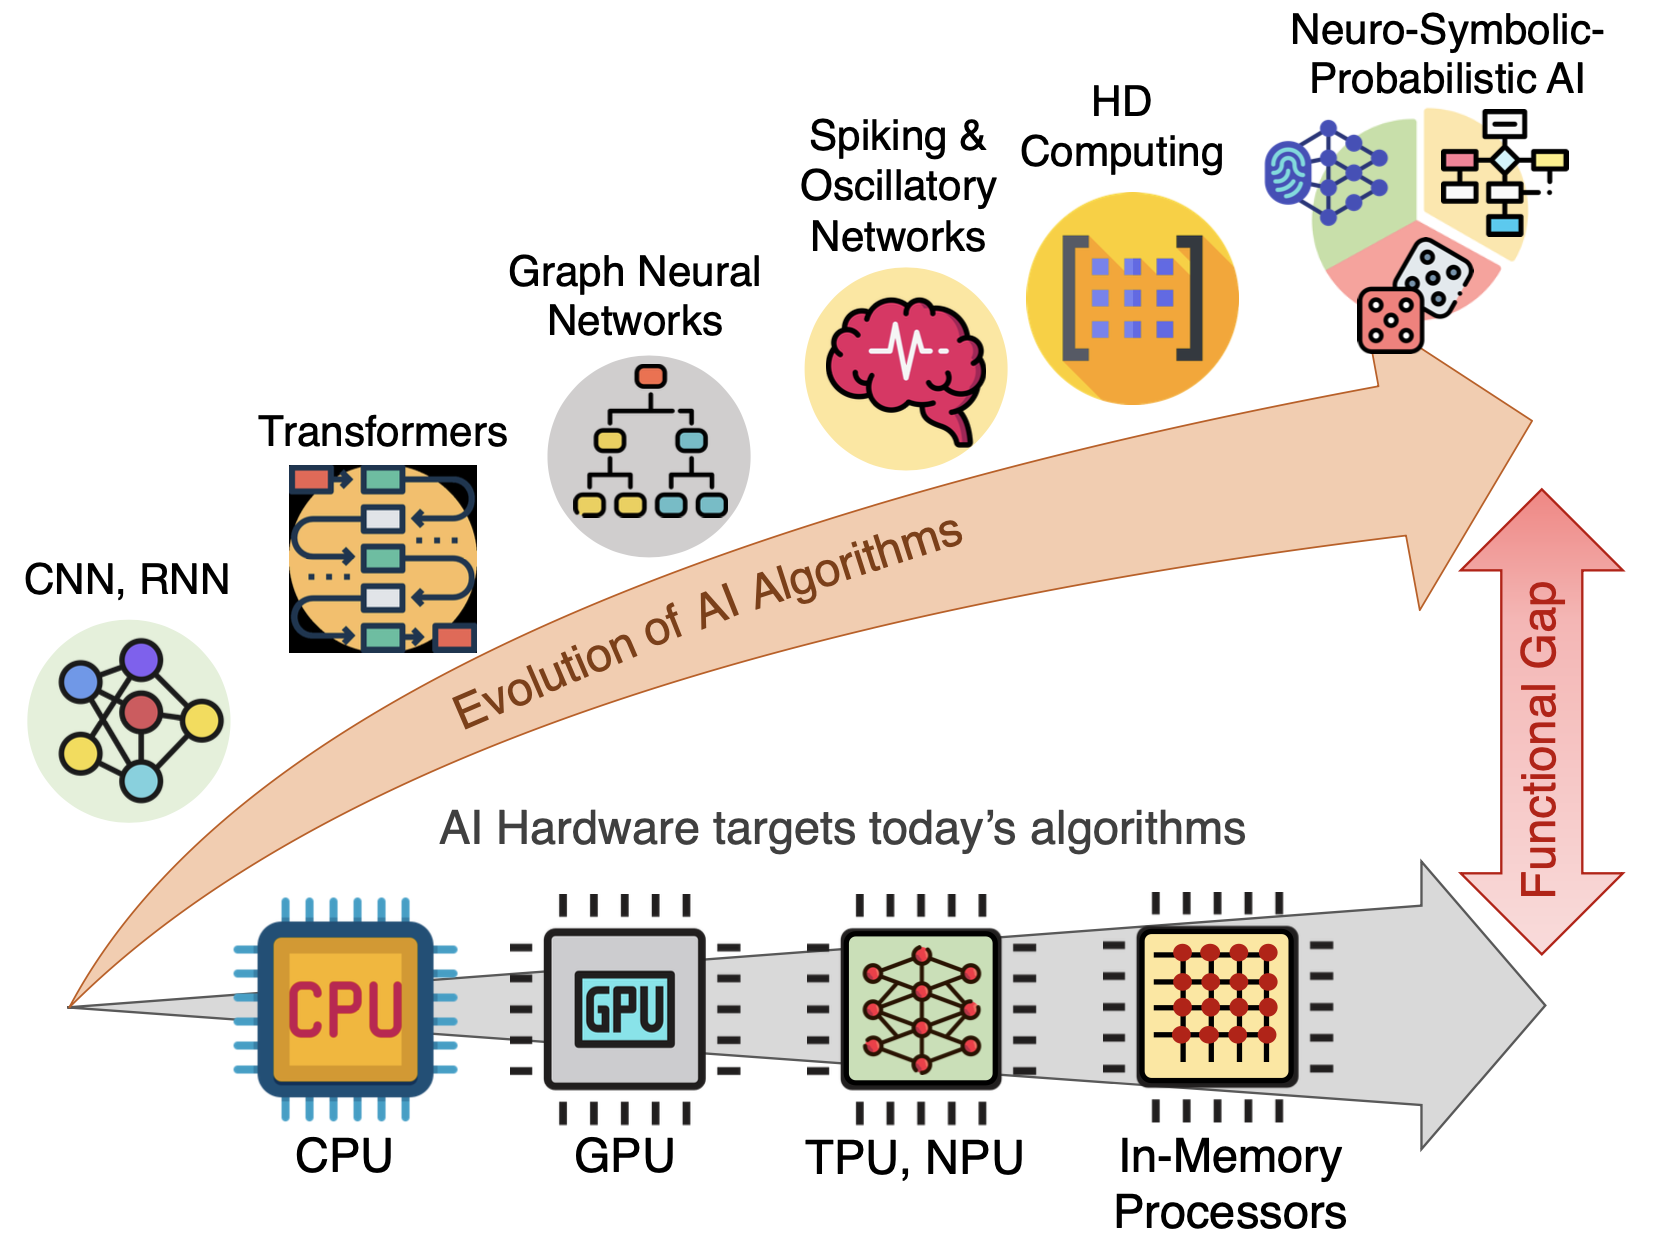 Neuro-Symbolic-
Probabilistic AI
HD
Computing
Spiking &
Oscillatory
Networks
Graph Neural
Networks
Transformers
CNN, RNN
Evolution of AI Algorithms
Functional Gap
AI Hardware targets today’s algorithms
CPU
GPU
CPU
GPU
TPU, NPU
In-Memory
Processors